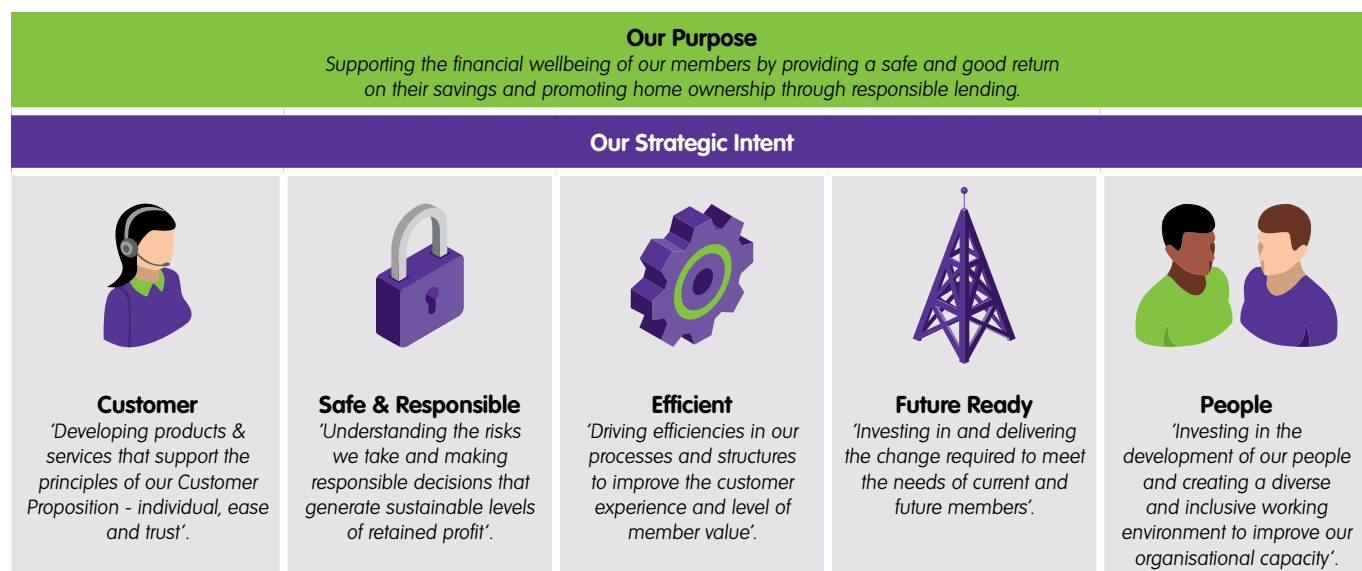 Our Purpose
Supporting the financial wellbeing of our members by providing a safe and good return
on their savings and promoting home ownership through responsible lending.
Our Strategic Intent
Customer
'Developing products &
services that support the
principles of our Customer
Proposition - individual, ease
and trust'.
Safe & Responsible
'Understanding the risks
we take and making
responsible decisions that
generate sustainable levels
of retained profit'.
Efficient
'Driving efficiencies in our
processes and structures
to improve the customer
experience and level of
member value'.
Future Ready
'Investing in and delivering
the change required to meet
the needs of current and
future members'.
People
'Investing in the
development of our people
and creating a diverse
and inclusive working
environment to improve our
organisational capacity'.